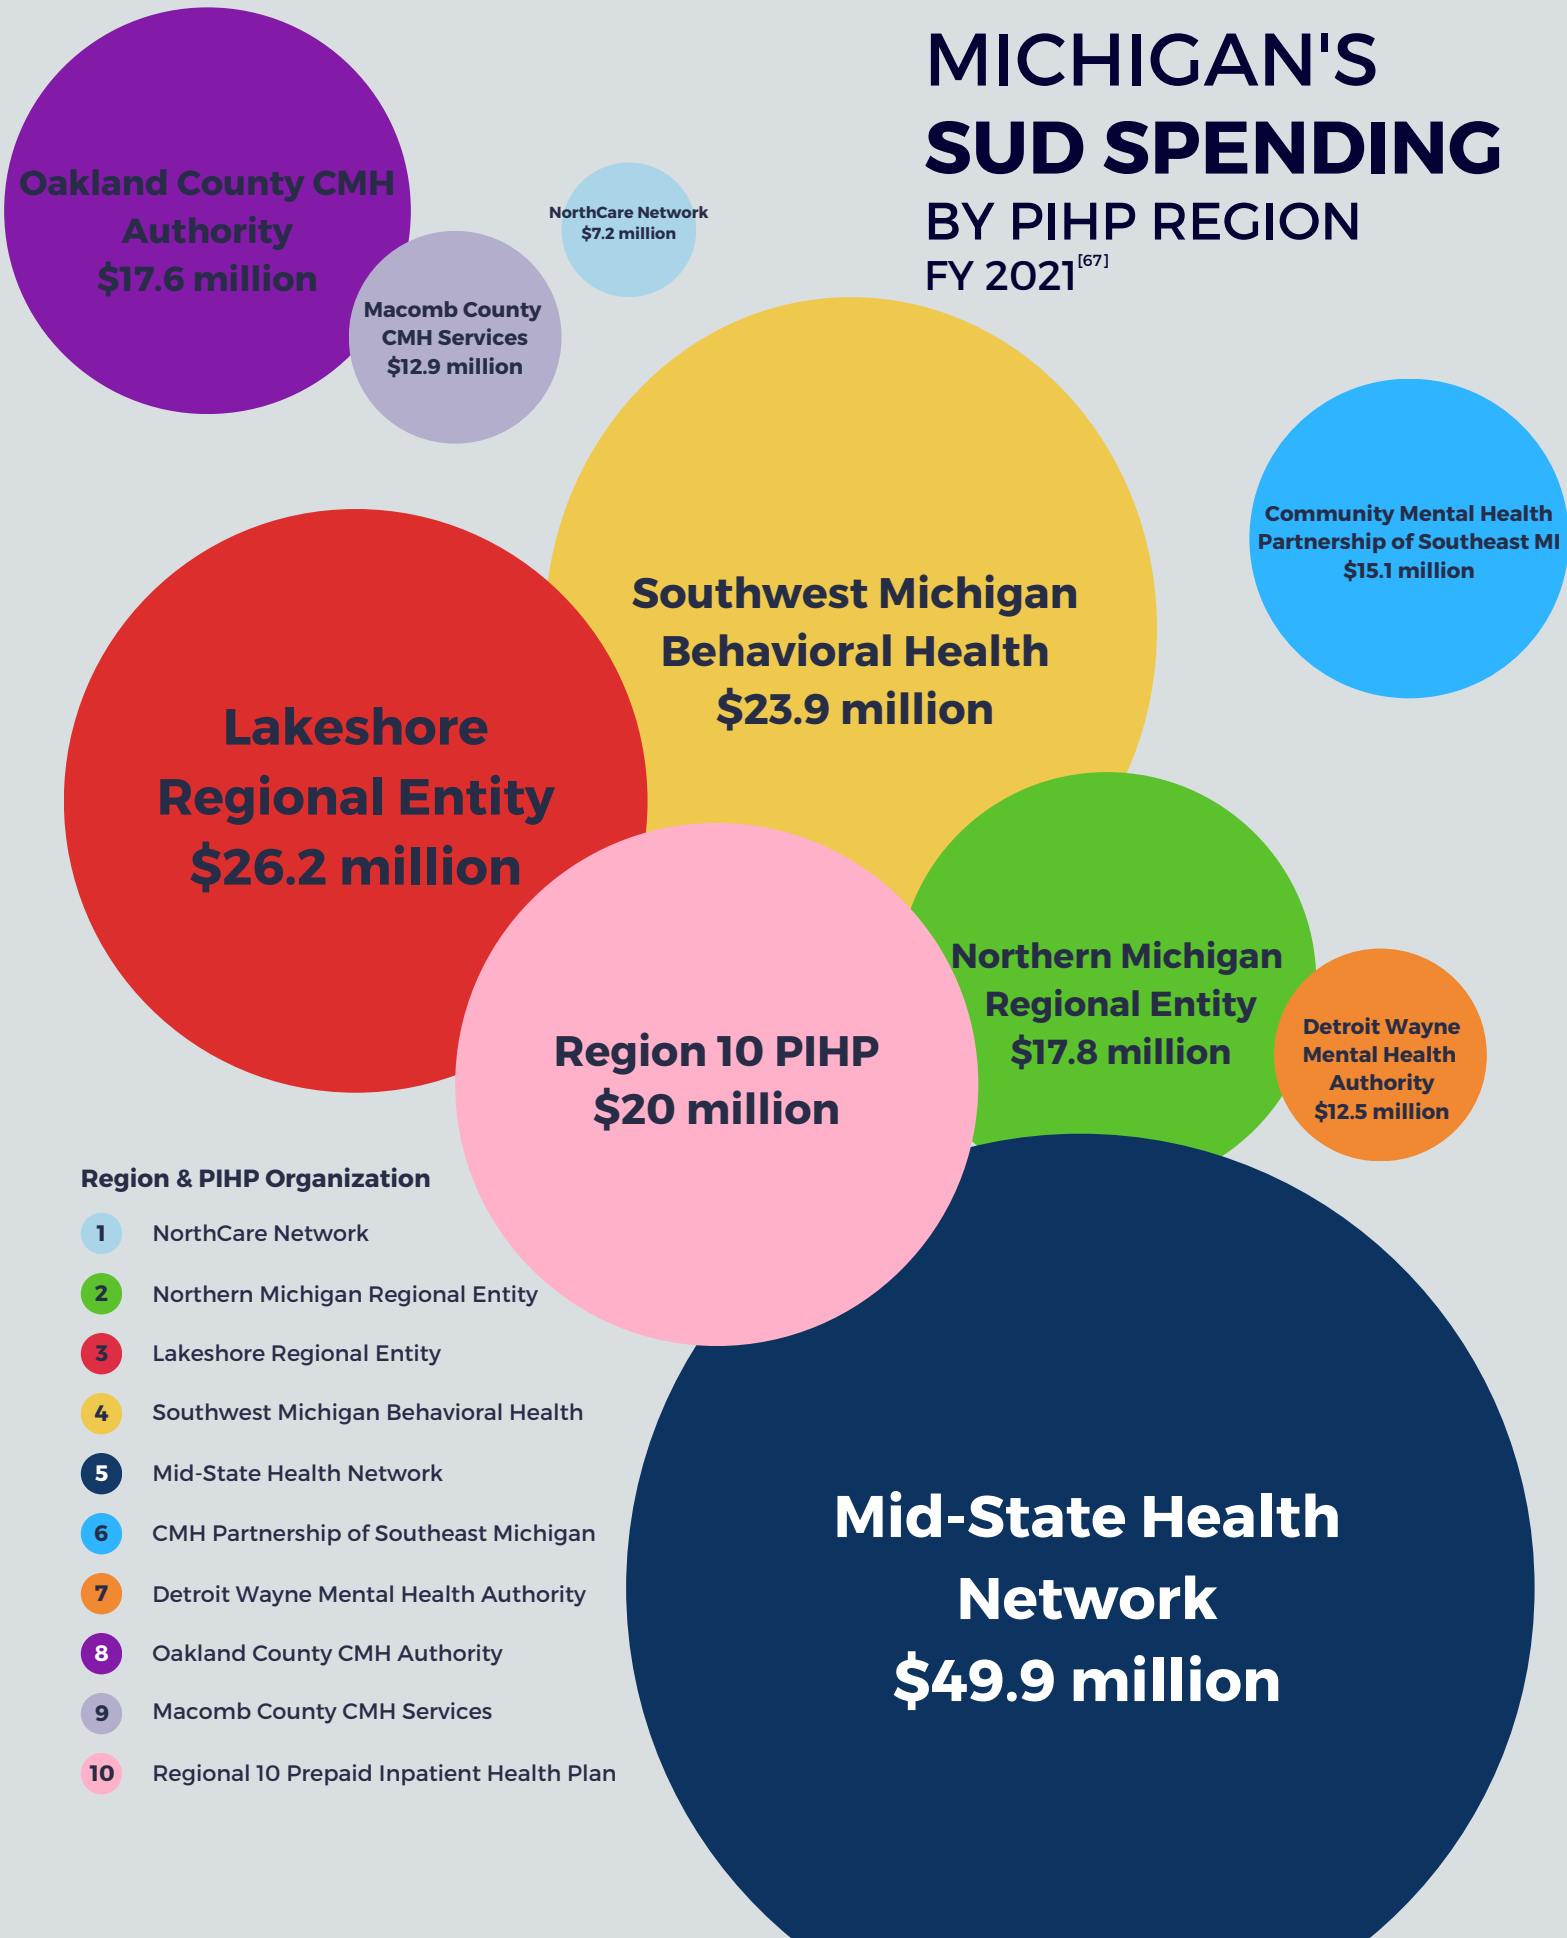 MICHIGAN'S
SUD SPENDING
BY PIHP REGION
FY 2021[67]
Oakland County CMH
Authority
$17.6 million
NorthCare Network
$7.2 million
Macomb County
CMH Services
$12.9 million
Community Mental Health
Partnership of Southeast MI
$15.1 million
Southwest Michigan
Behavioral Health
$23.9 million
Lakeshore
Regional Entity
$26.2 million
Northern Michigan
Regional Entity
$17.8 million
Detroit Wayne
Mental Health
Authority
$12.5 million
Region 10 PIHP
$20 million
Mid-State Health
Network
$49.9 million
Region & PIHP Organization
1 NorthCare Network
2 Northern Michigan Regional Entity
3 Lakeshore Regional Entity
4 Southwest Michigan Behavioral Health
5 Mid-State Health Network
6 CMH Partnership of Southeast Michigan
7 Detroit Wayne Mental Health Authority
8 Oakland County CMH Authority
9 Macomb County CMH Services
10 Regional 10 Prepaid Inpatient Health Plan